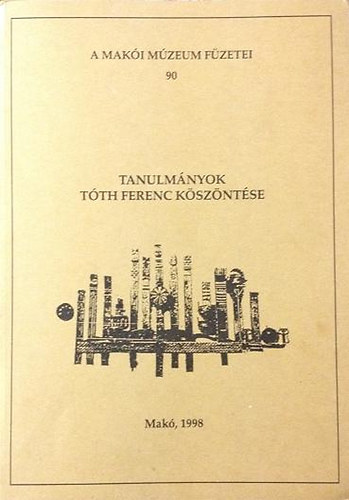 A MAKÓI MÚZEUM FÜZETEI
90
TANULMÁNYOK
TÓTH FERENC KÖSZÖNTÉSE
Makó, 1998